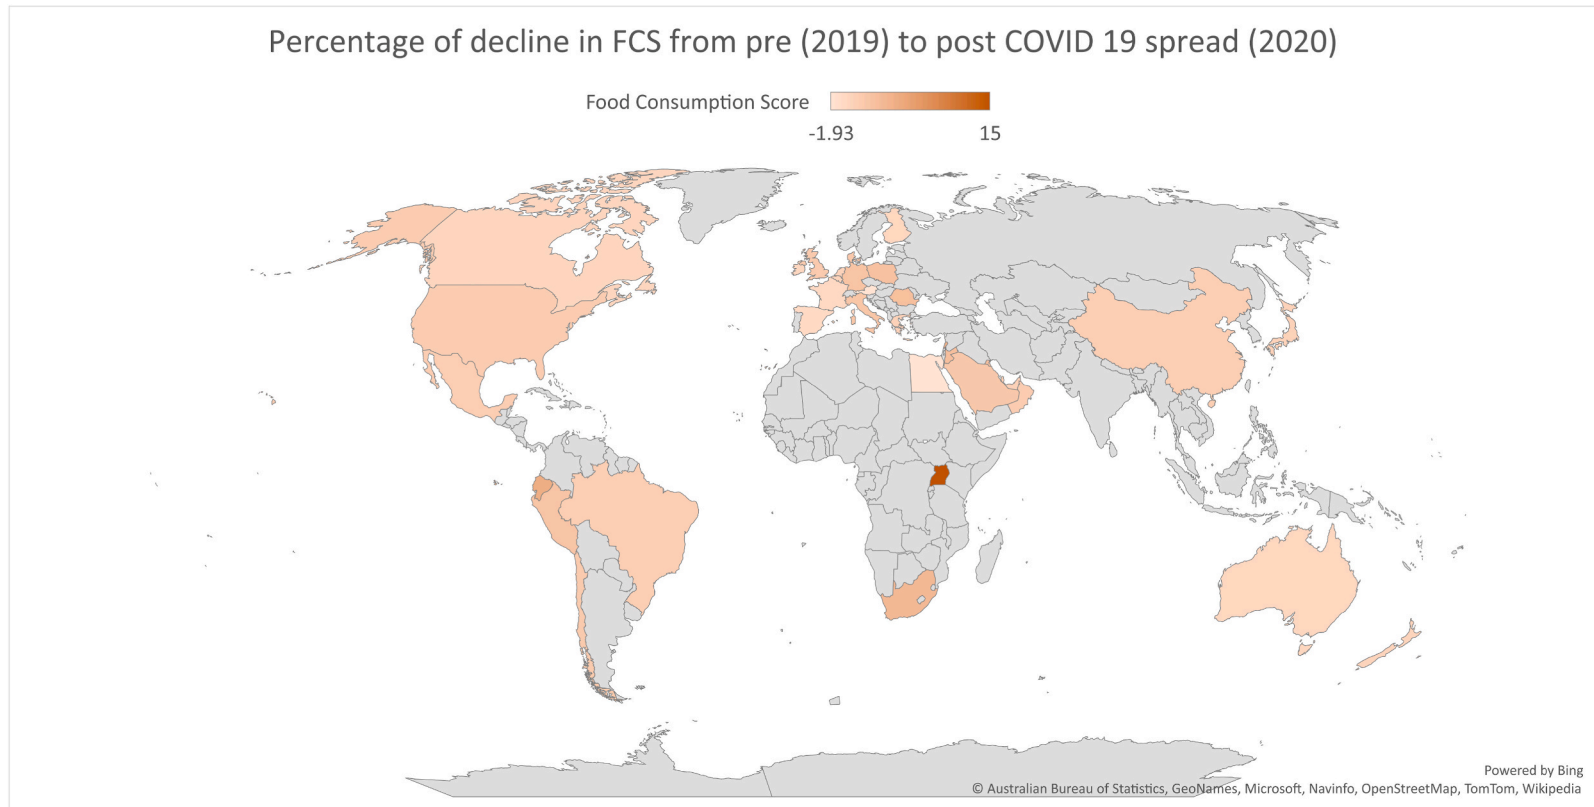 Percentage of decline in FCS from pre (2019) to post COVID 19 spread (2020)
Food Consumption Score
-1.93 15
Powered by Bing
© Australian Bureau of Statistics, GeoNames, Microsoft, Navinfo, OpenStreetMap, TomTom, Wikipedia